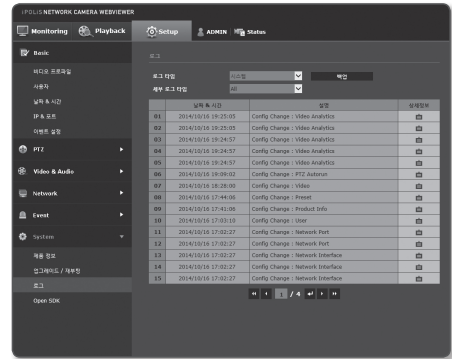 iPOLiS NETWORK CAMERA WEBVIEWER
Monitoring
Playback
Setup
ADMIN
Status
Basic
비디오 프로파일
사용자
날짜 & 시간
IP & 포트
이벤트 설정
PTZ
Video & Audio
Network
Event
System
제품 정보
업그레이드 / 재부팅
로그
Open SDK
로그
로그 타입 시스템 백업
세부 로그 타입 All
날짜 & 시간 설명 상세정보
01 2014/10/16 19:25:05 Config Change : Video Analytics
02 2014/10/16 19:25:05 Config Change : Video Analytics
03 2014/10/16 19:24:57 Config Change : Video Analytics
04 2014/10/16 19:24:57 Config Change : Video Analytics
05 2014/10/16 19:24:57 Config Change : Video Analytics
06 2014/10/16 19:09:02 Config Change : PTZ Autorun
07 2014/10/16 18:28:00 Config Change : Video
08 2014/10/16 17:44:06 Config Change : Preset
09 2014/10/16 17:41:06 Config Change : Product Info
10 2014/10/16 17:03:10 Config Change : User
11 2014/10/16 17:02:27 Config Change : Network Port
12 2014/10/16 17:02:27 Config Change : Network Port
13 2014/10/16 17:02:27 Config Change : Network Interface
14 2014/10/16 17:02:27 Config Change : Network Interface
15 2014/10/16 17:02:27 Config Change : Network Interface
1 / 4